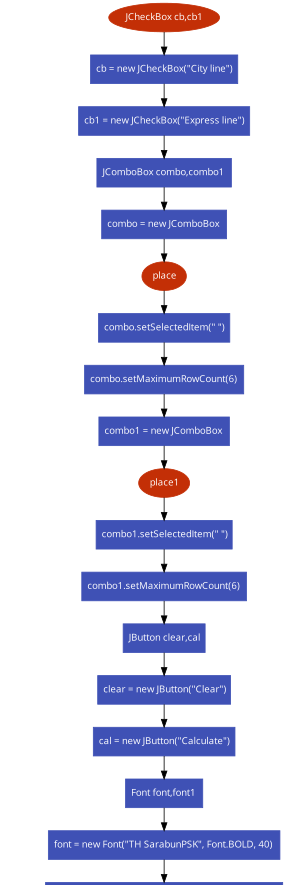 JCheckBox cb,cb1
cb = new JCheckBox("City line")
cb1 = new JCheckBox("Express line")
JComboBox combo,combo1
combo = new JComboBox
place
combo.setSelectedItem(" ")
combo.setMaximumRowCount(6)
combo1 = new JComboBox
place1
combo1.setSelectedItem(" ")
combo1.setMaximumRowCount(6)
JButton clear,cal
clear = new JButton("Clear")
cal = new JButton("Calculate")
Font font,font1
font = new Font("TH SarabunPSK", Font.BOLD, 40)